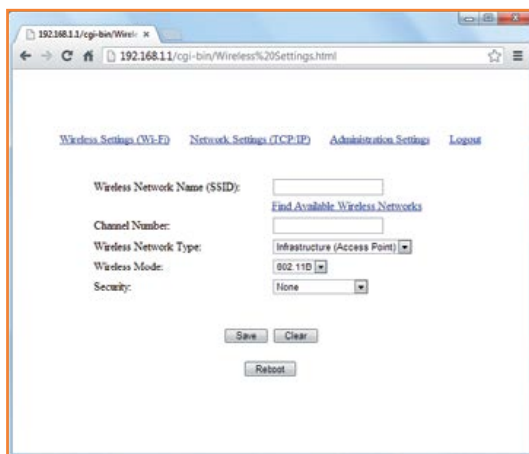 192.168.1.1/cgi-bin/Wirele ×
192.168.1.1/cgi-bin/Wireless%20Settings.html
Wireless Settings (Wi-Fi) Network Settings (TCP/IP) Administration Settings Logout
Wireless Network Name (SSID):
Find Available Wireless Networks
Channel Number:
Wireless Network Type: Infrastructure (Access Point)
Wireless Mode: 802.11B
Security: None
Save Clear
Reboot